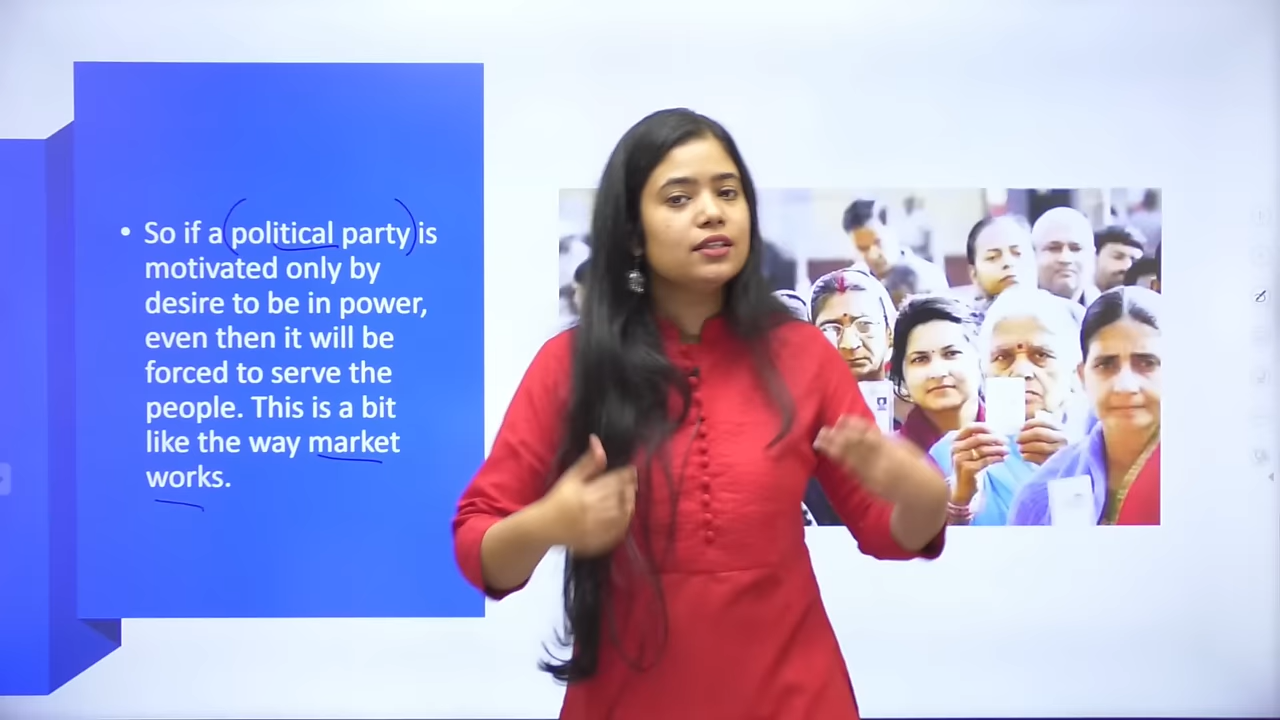 • So if a political party is
motivated only by
desire to be in power,
even then it will be
forced to serve the
people. This is a bit
like the way market
works.